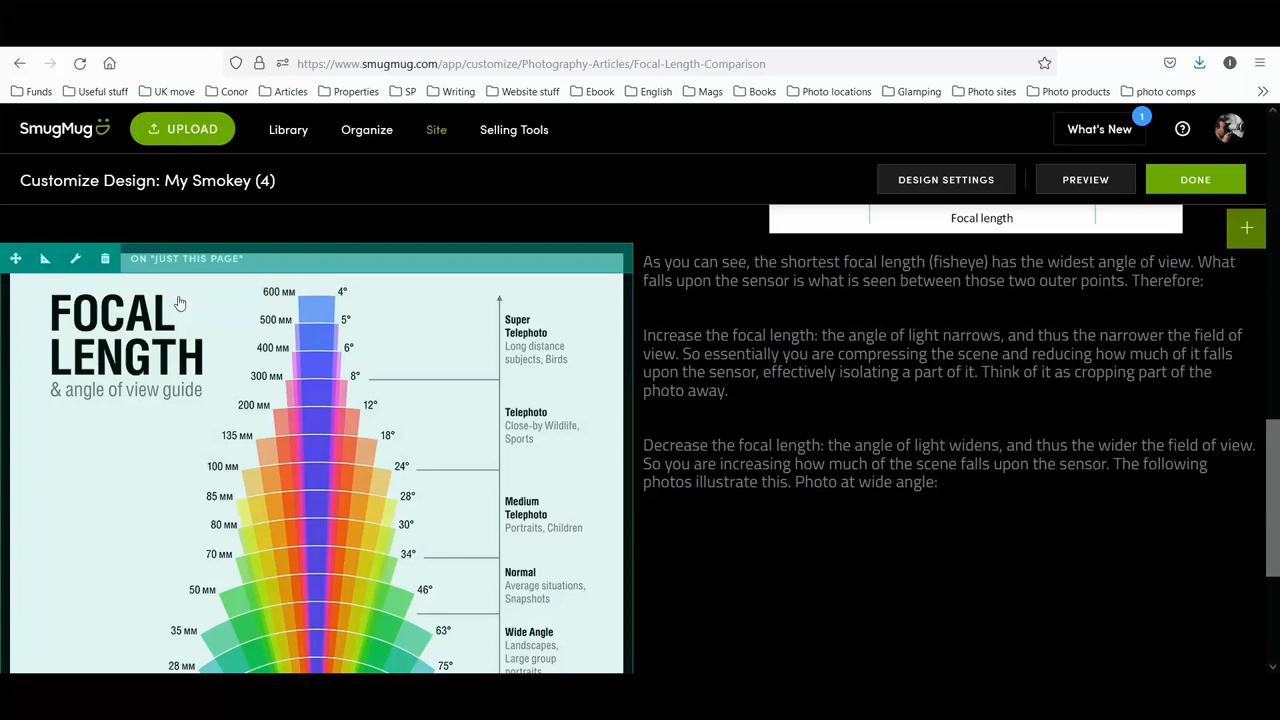 https://www.smugmug.com/app/customize/Photography-Articles/Focal-Length-Comparison
Funds
Useful stuff
UK move
Conor
Articles
Properties
SP
Writing
Website stuff
Ebook
English
Mags
Books
Photo locations
Glamping
Photo sites
Photo products
photo comps
SmugMug
UPLOAD
Library
Organize
Site
Selling Tools
What's New
1
Customize Design: My Smokey (4)
DESIGN SETTINGS
PREVIEW
DONE
Focal length
ON "JUST THIS PAGE"
FOCAL
LENGTH
& angle of view guide
600 MM
4°
500 MM
5°
400 MM
6°
300 MM
8°
200 MM
12°
135 MM
18°
100 MM
24°
85 MM
28°
80 MM
30°
70 MM
34°
50 MM
46°
35 MM
63°
28 MM
75°
Super
Telephoto
Long distance
subjects, Birds
Telephoto
Close-by Wildlife,
Sports
Medium
Telephoto
Portraits, Children
Normal
Average situations,
Snapshots
Wide Angle
Landscapes,
Large group
portraits
As you can see, the shortest focal length (fisheye) has the widest angle of view. What
falls upon the sensor is what is seen between those two outer points. Therefore:
Increase the focal length: the angle of light narrows, and thus the narrower the field of
view. So essentially you are compressing the scene and reducing how much of it falls
upon the sensor, effectively isolating a part of it. Think of it as cropping part of the
photo away.
Decrease the focal length: the angle of light widens, and thus the wider the field of view.
So you are increasing how much of the scene falls upon the sensor. The following
photos illustrate this. Photo at wide angle: